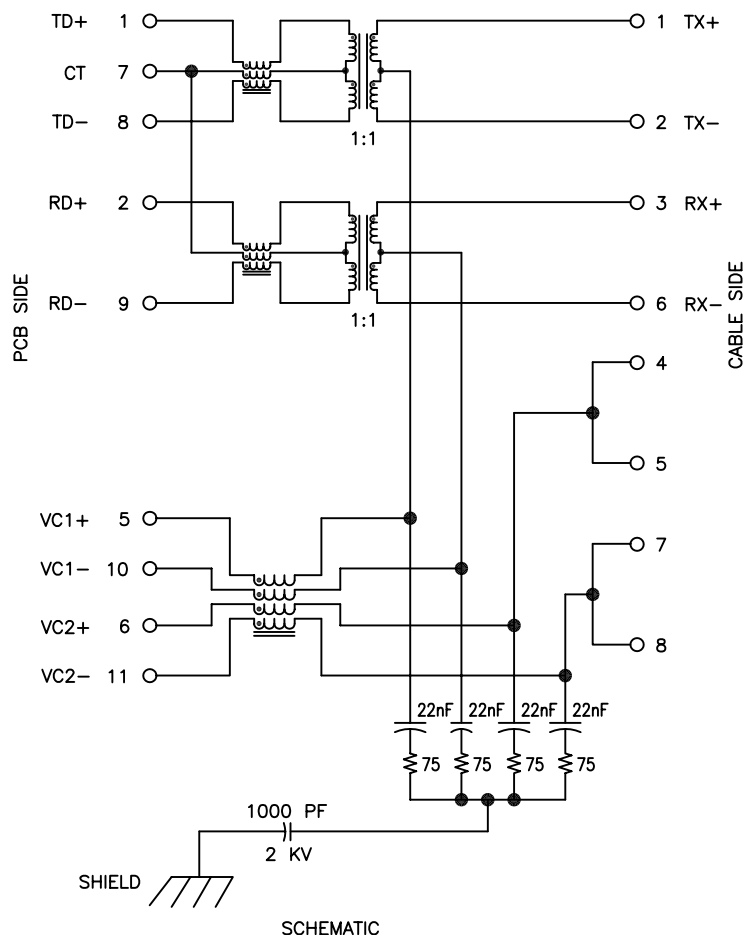 TD+ 1
1 TX+
CT 7
TD- 8
2 TX-
1:1
RD+ 2
3 RX+
RD- 9
6 RX-
1:1
PCB SIDE
CABLE SIDE
4
5
VC1+ 5
7
VC1- 10
VC2+ 6
8
VC2- 11
22nF 22nF 22nF 22nF
75 75 75 75
1000 PF
2 KV
SHIELD
SCHEMATIC